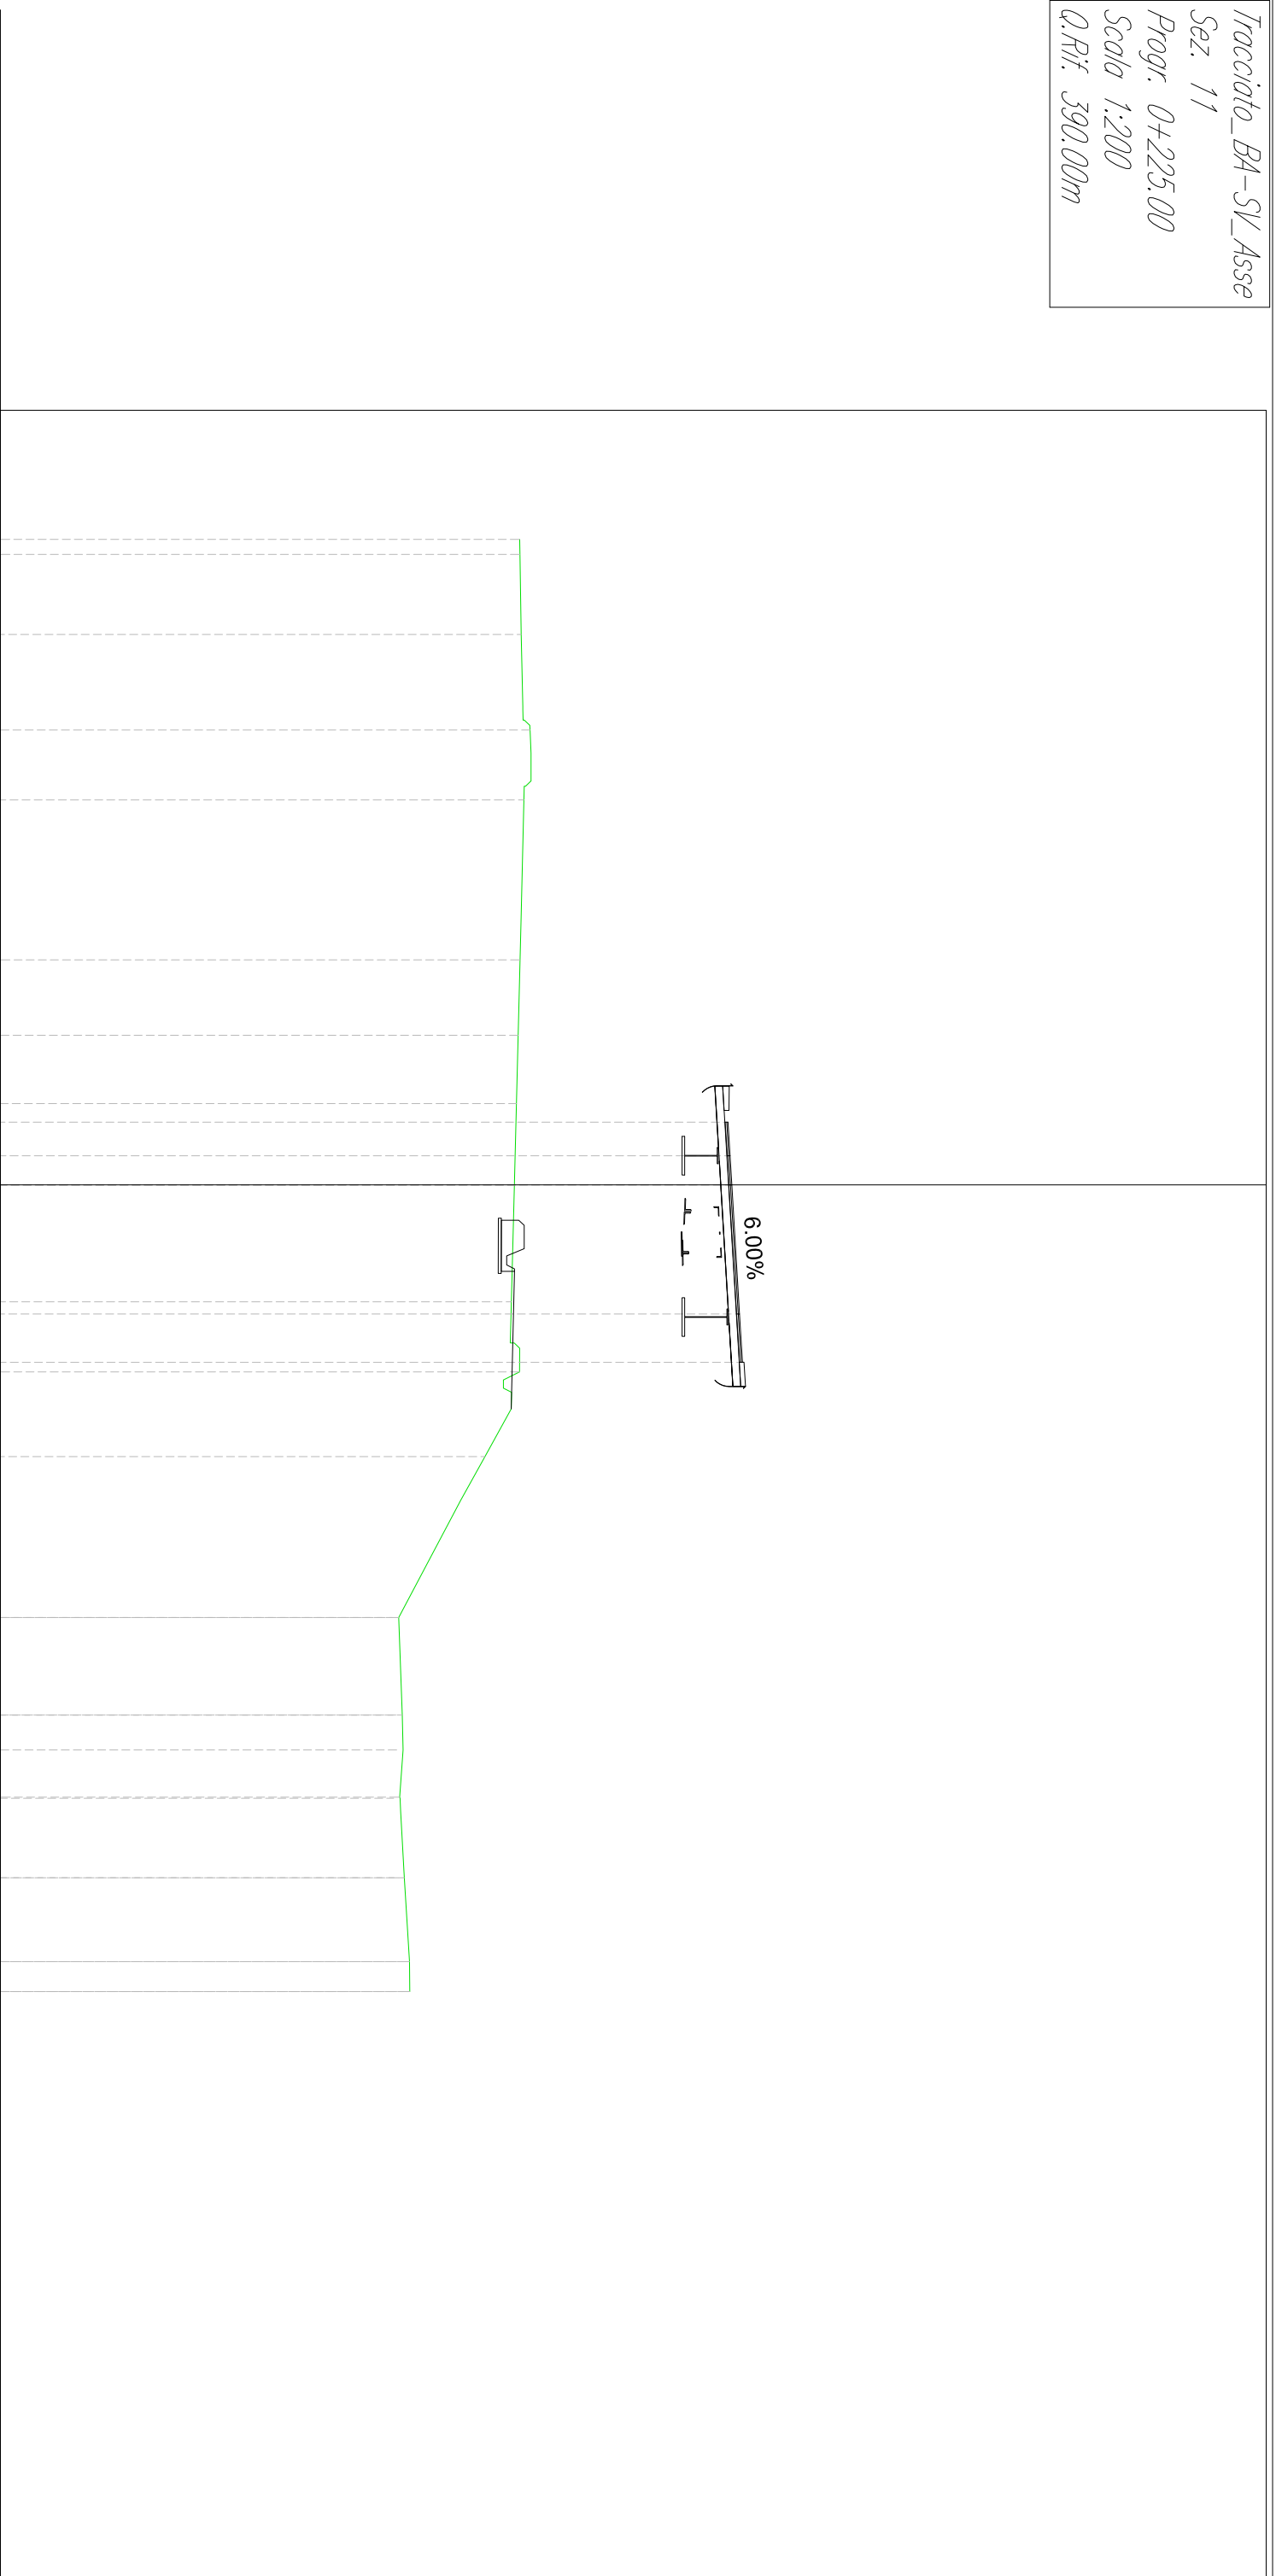 Tracciato_BA-SV_Asse
Sez. 11
Progr. 0+225.00
Scala 1:200
Q.Rif. 390.00m
6.00%